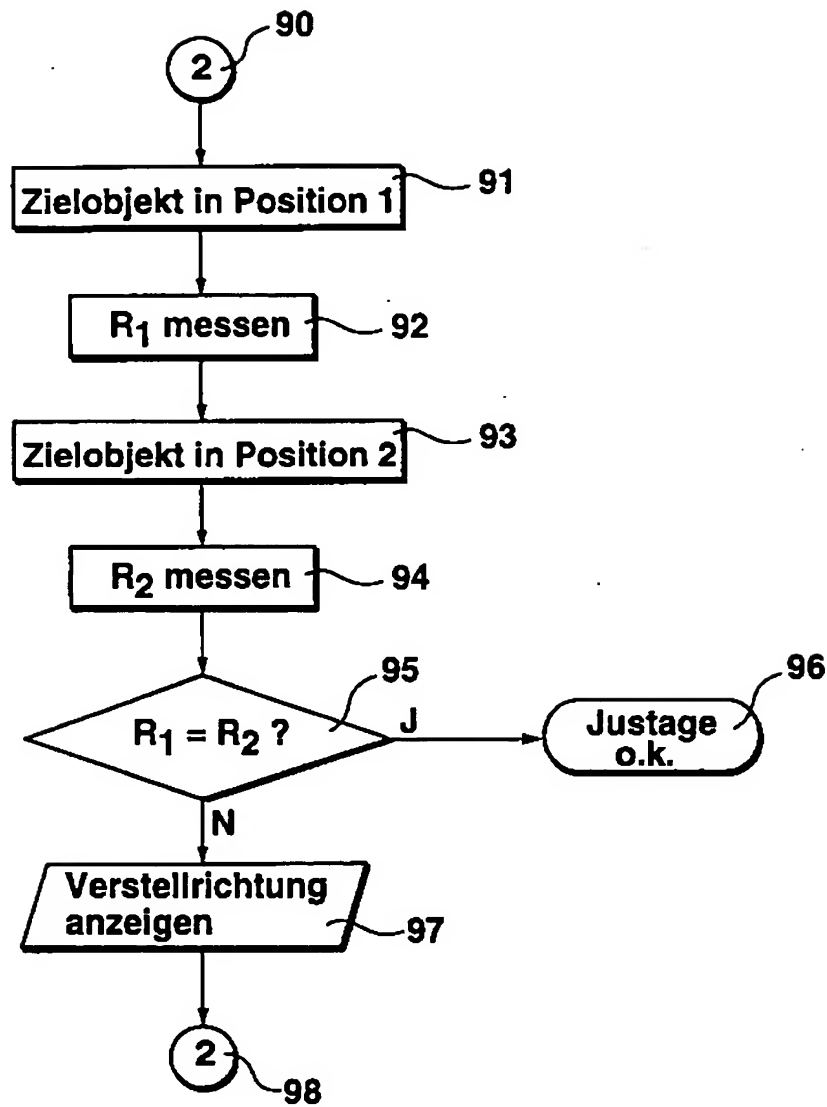 90
2
91
Zielobjekt in Position 1
92
R₁ messen
93
Zielobjekt in Position 2
94
R₂ messen
95
R₁ = R₂ ?
J
96
Justage
o.k.
N
Verstellrichtung
anzeigen
97
2
98